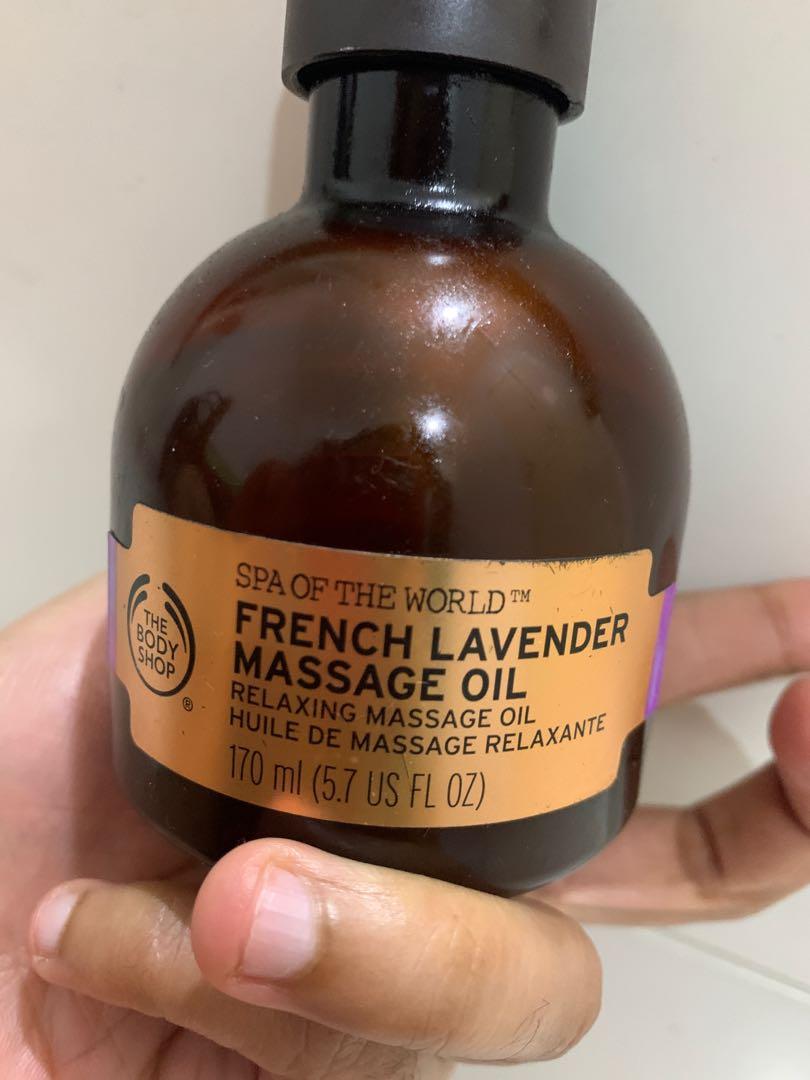 THE
BODY
SHOP
®
SPA OF THE WORLD™
FRENCH LAVENDER
MASSAGE OIL
RELAXING MASSAGE OIL
HUILE DE MASSAGE RELAXANTE
170 ml (5.7 US FL OZ)